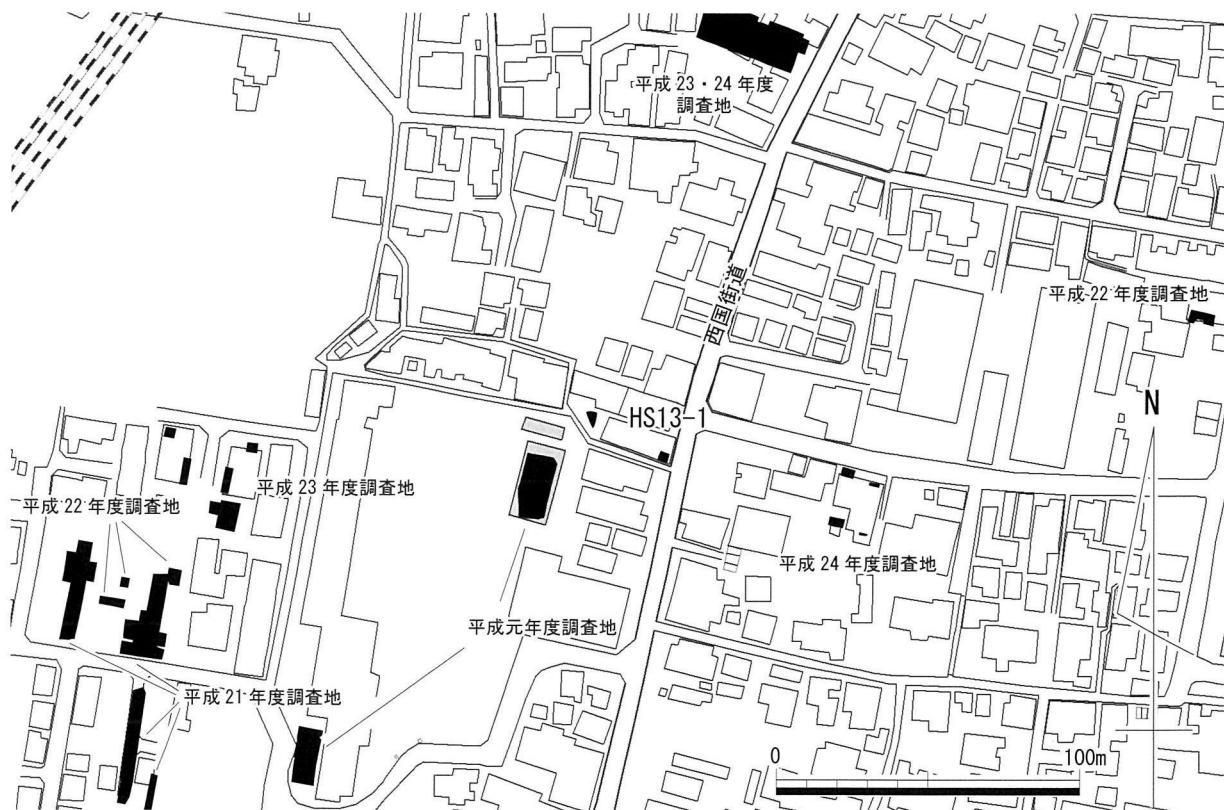 平成 23・24 年度
調査地
西国街道
平成 22 年度調査地
N
HS13-1
平成 23 年度調査地
平成 22 年度調査地
平成 24 年度調査地
平成元年度調査地
平成 21 年度調査地
0
100m